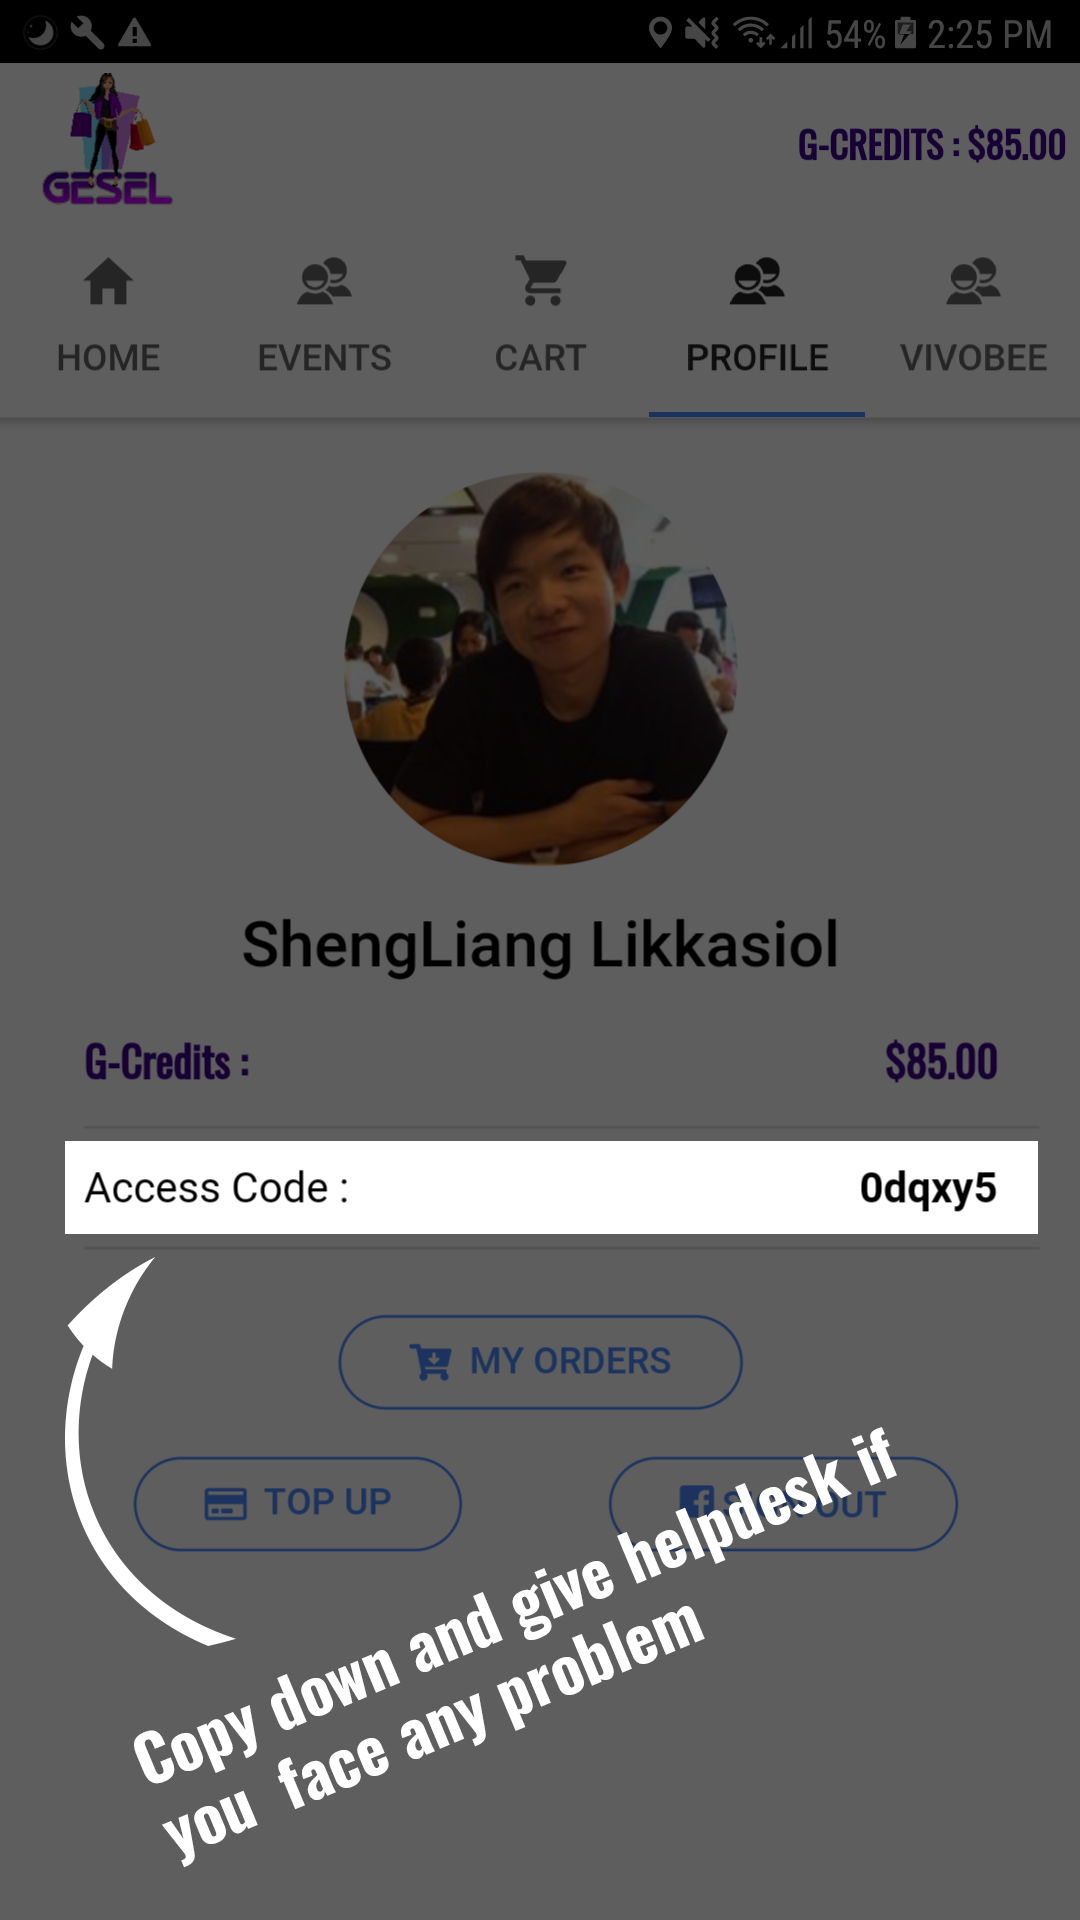 54% 2:25 PM
GESEL
G-CREDITS : $85.00
HOME EVENTS CART PROFILE VIVOBEE
ShengLiang Likkasiol
G-Credits : $85.00
Access Code : 0dqxy5
MY ORDERS
TOP UP
OUT
Copy down and give helpdesk if
you face any problem